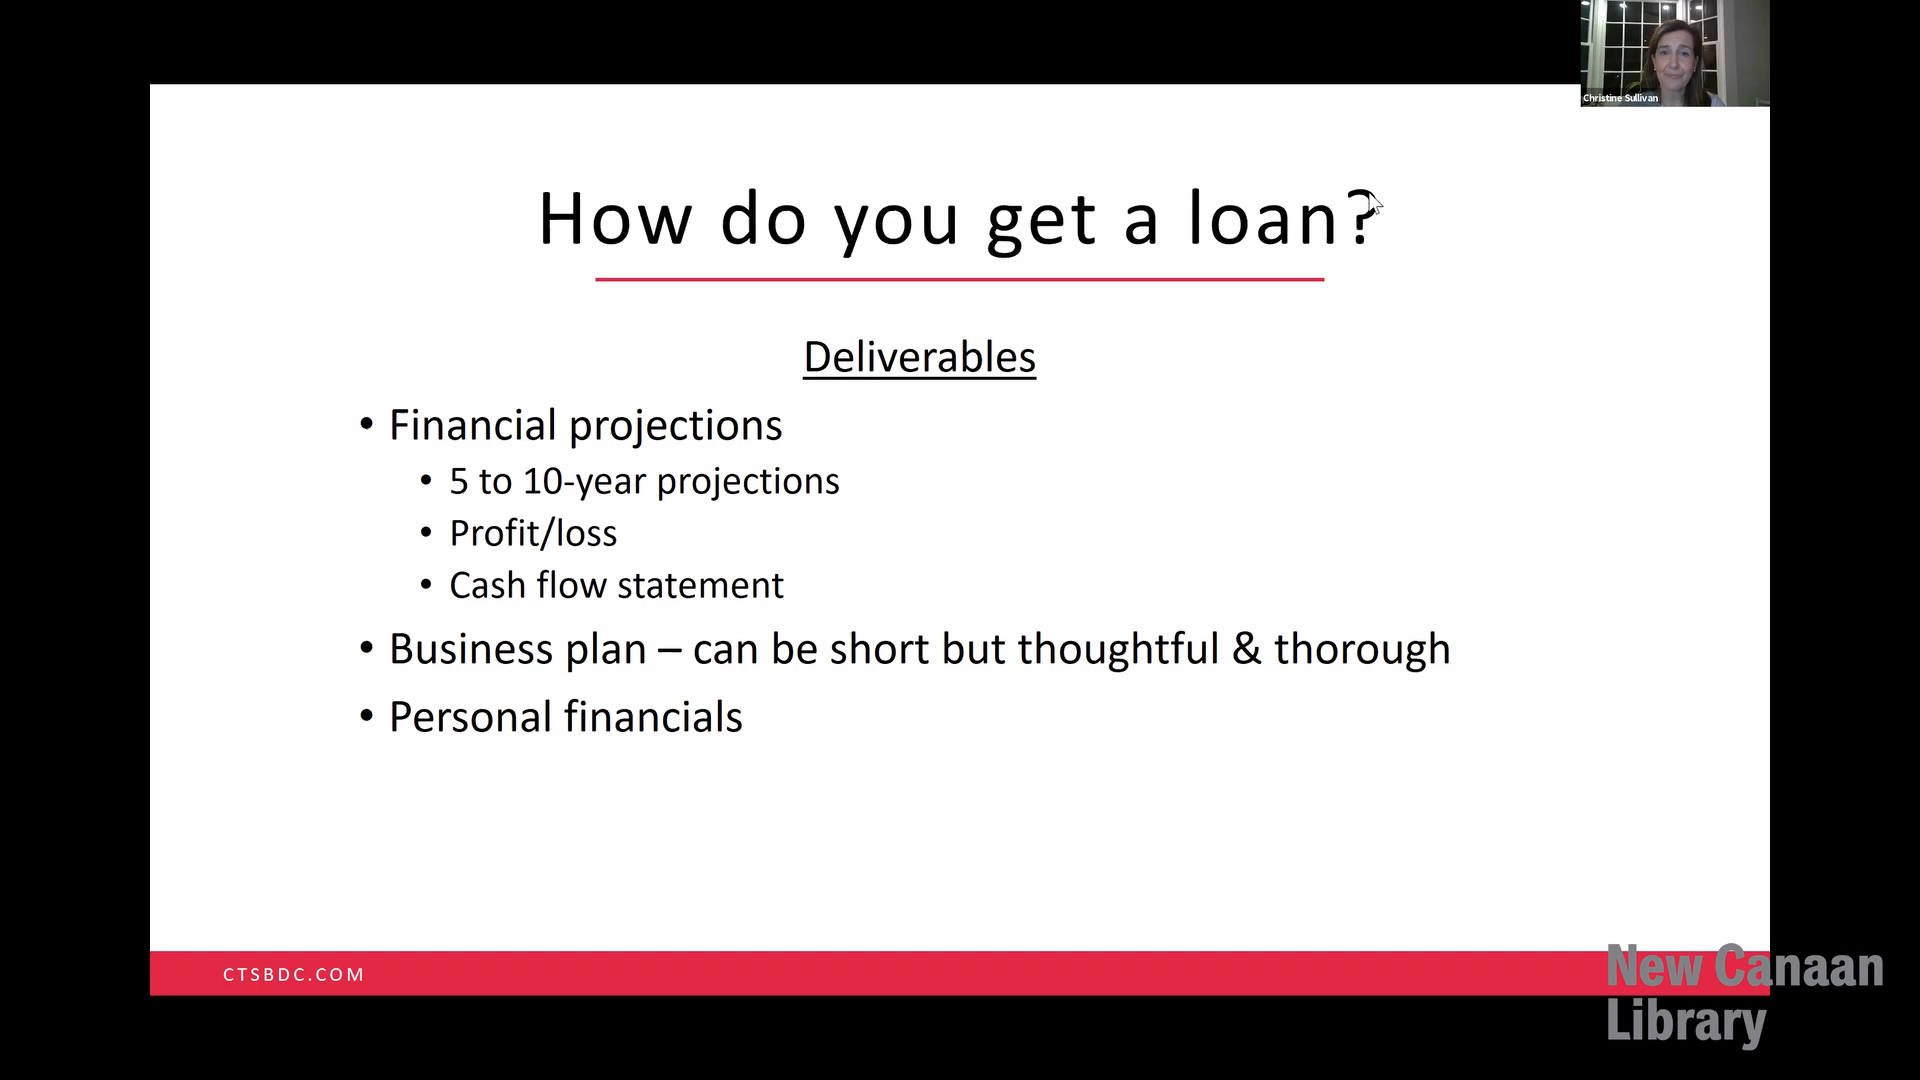 Christine Sullivan
How do you get a loan?
Deliverables
• Financial projections
• 5 to 10-year projections
• Profit/loss
• Cash flow statement
• Business plan – can be short but thoughtful & thorough
• Personal financials
CTSBDC.COM
New Canaan
Library